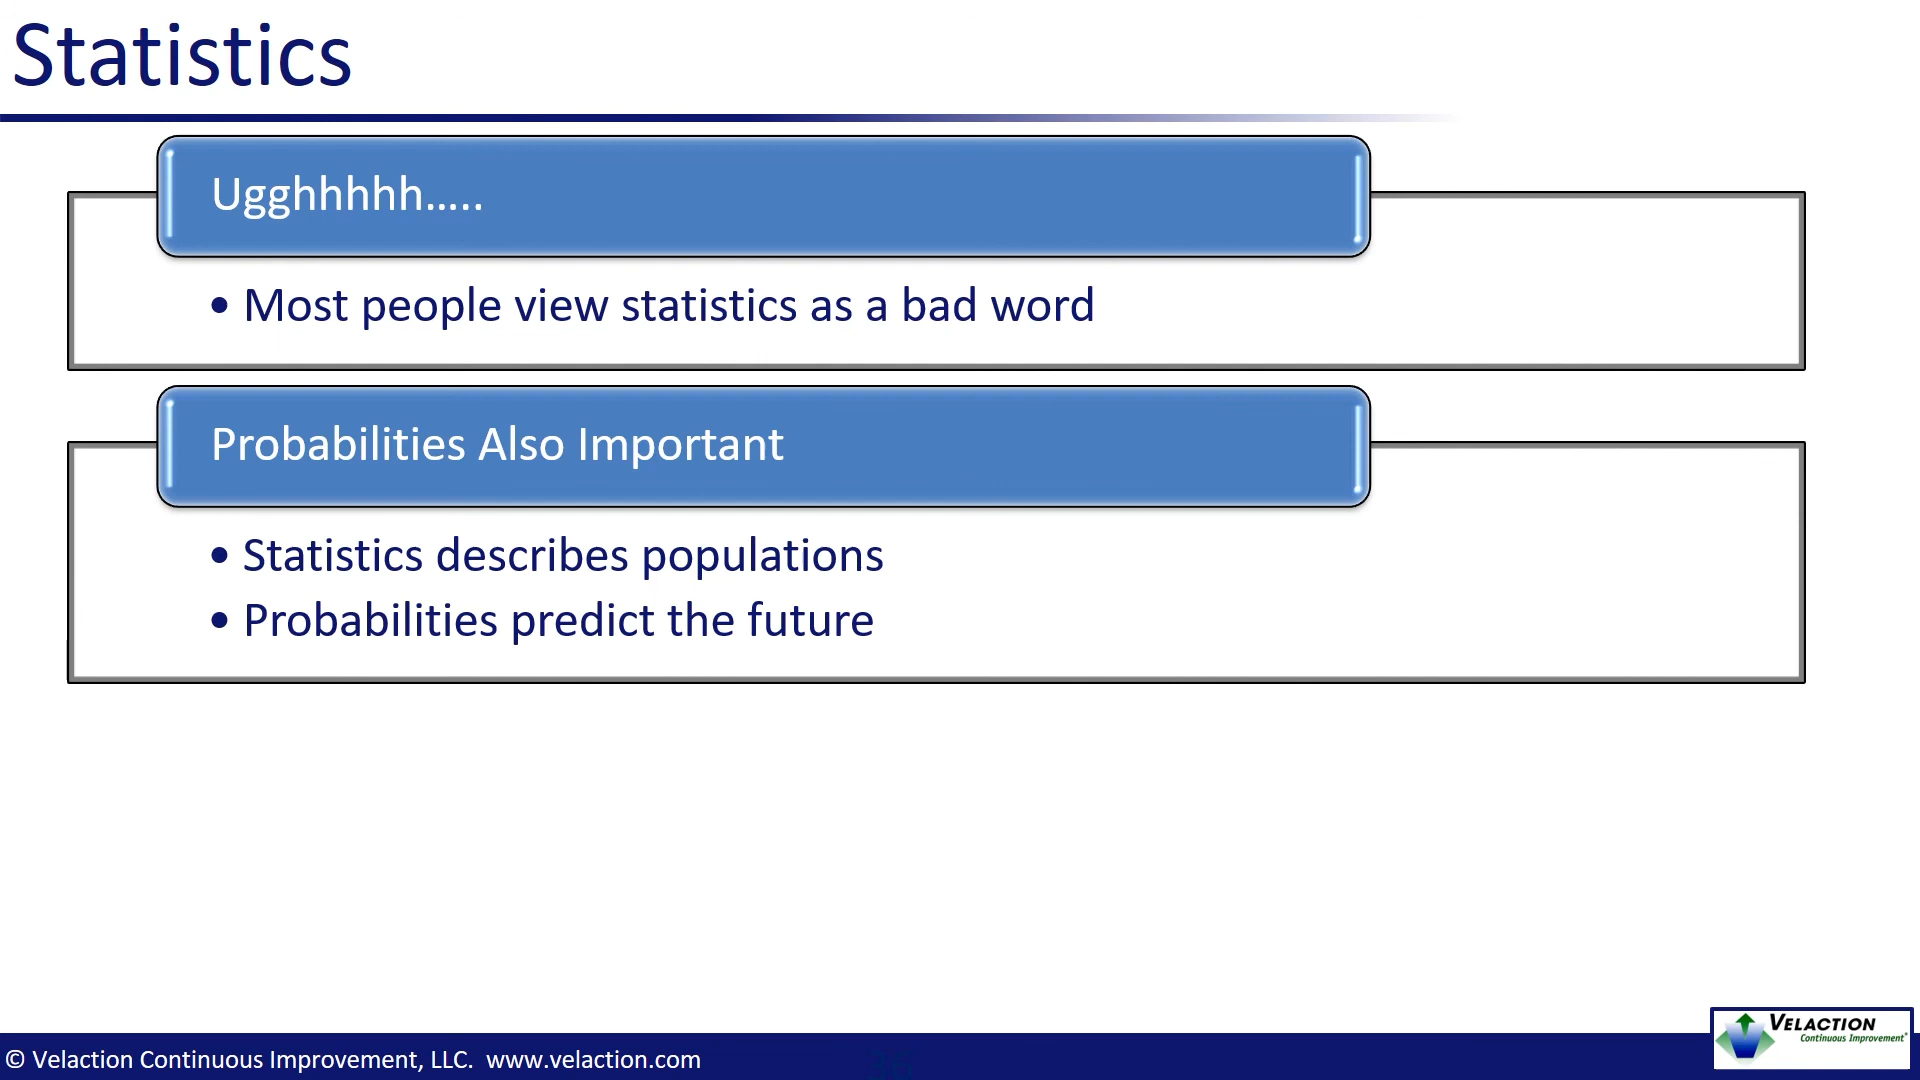 Statistics
Ugghhhhh…..
• Most people view statistics as a bad word
Probabilities Also Important
• Statistics describes populations
• Probabilities predict the future
© Velaction Continuous Improvement, LLC.  www.velaction.com
VELACTION
Continuous Improvement